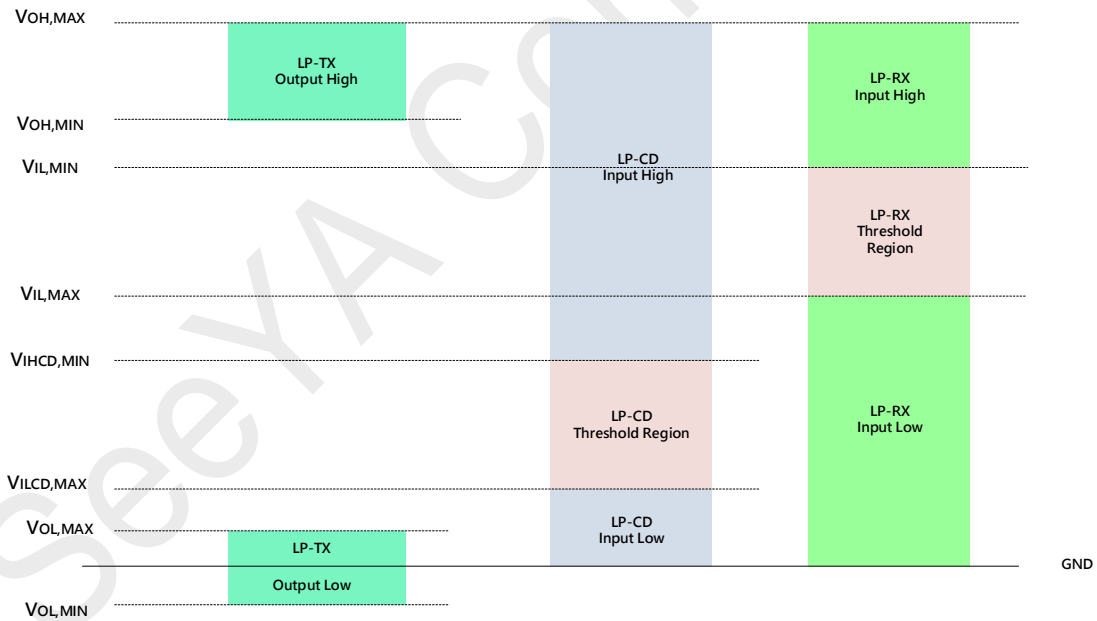 VOH,MAX
LP-TX
Output High
LP-RX
Input High
VOH,MIN
VIL,MIN
LP-CD
Input High
LP-RX
Threshold
Region
VIL,MAX
VIHCD,MIN
LP-CD
Threshold Region
LP-RX
Input Low
VILCD,MAX
VOL,MAX
LP-CD
Input Low
LP-TX
GND
Output Low
VOL,MIN
SeeYA Con